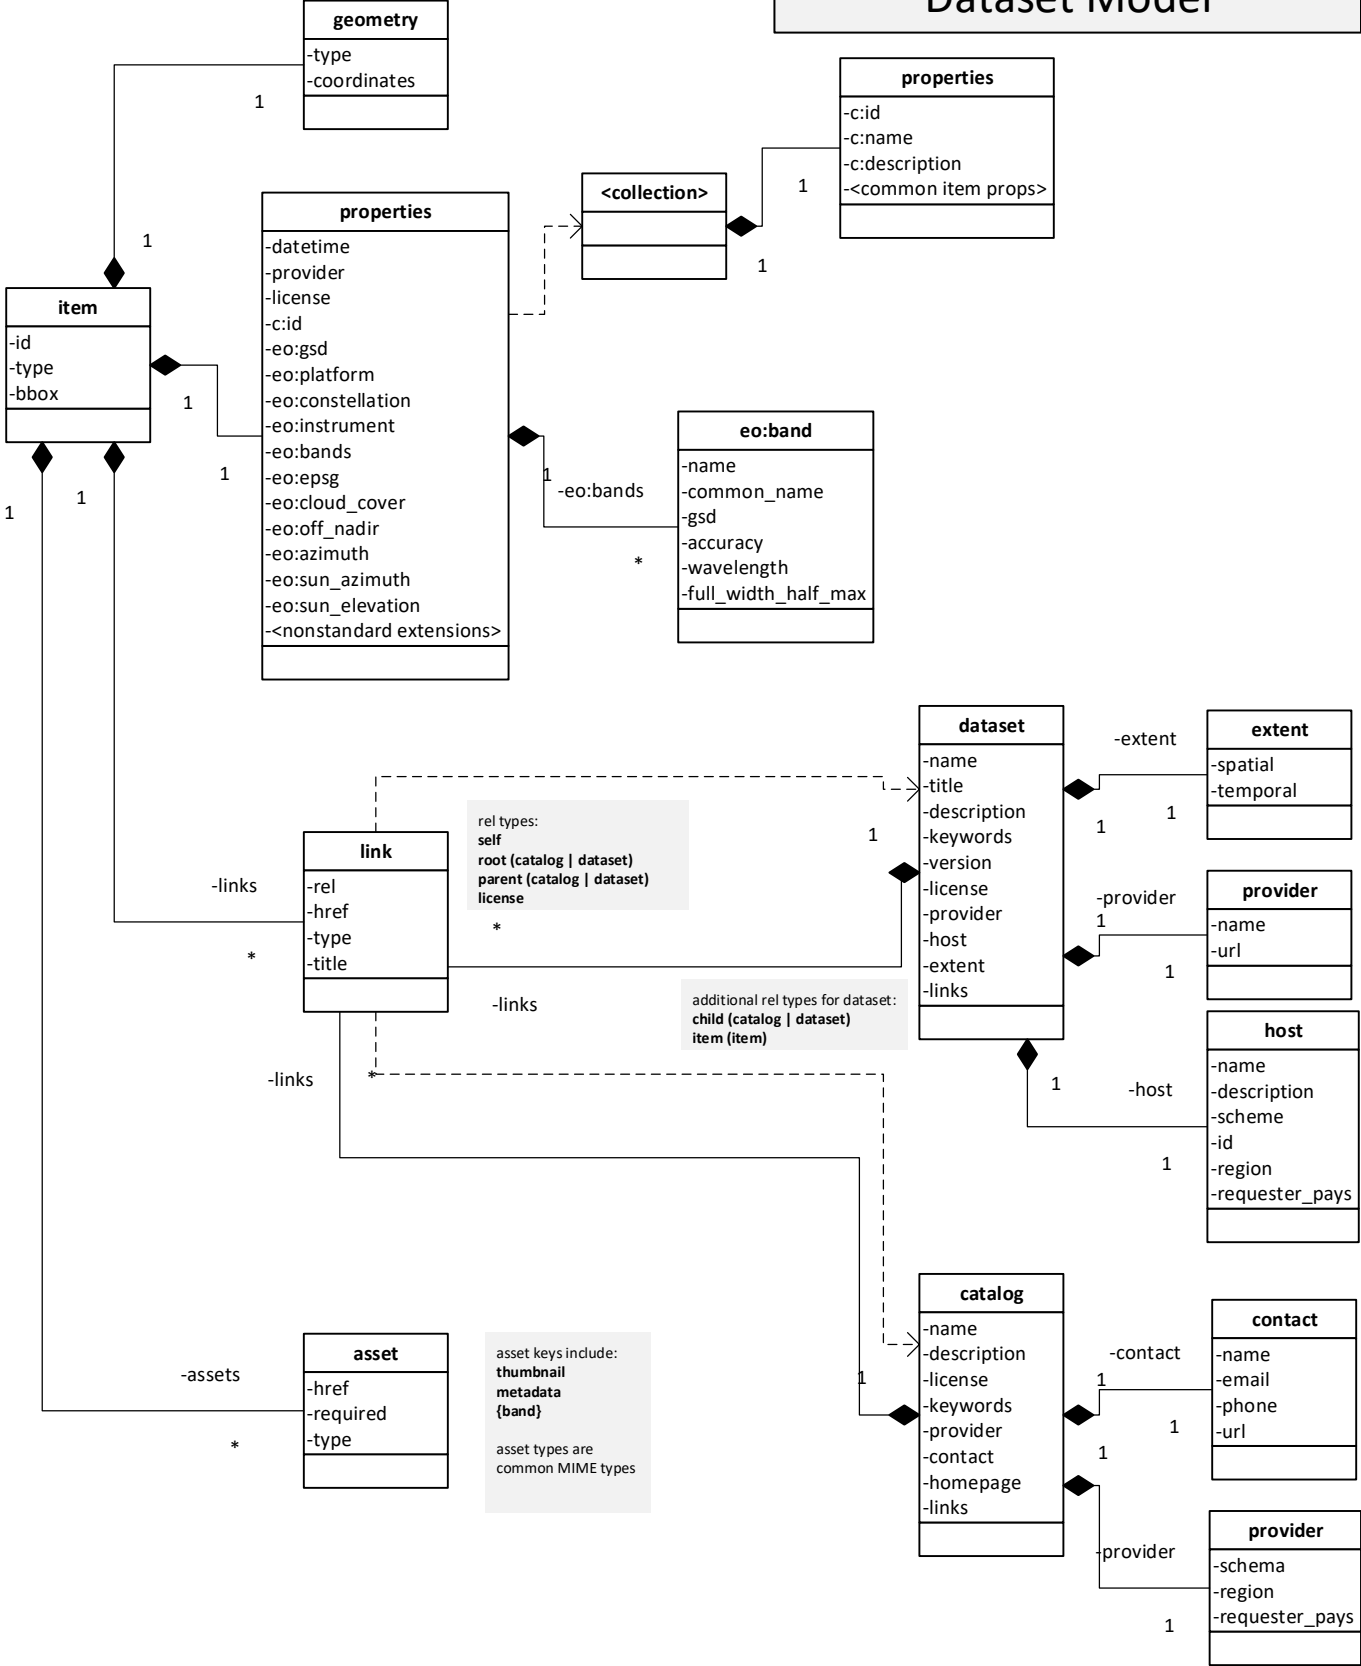 Dataset Model
geometry
-type
-coordinates
1
1
properties
-c:id
-c:name
-c:description
-<common item props>
1
<collection>
1
properties
-datetime
-provider
-license
-c:id
-eo:gsd
-eo:platform
-eo:constellation
-eo:instrument
-eo:bands
-eo:epsg
-eo:cloud_cover
-eo:off_nadir
-eo:azimuth
-eo:sun_azimuth
-eo:sun_elevation
-<nonstandard extensions>
item
-id
-type
-bbox
1
1
1
1
1
-eo:bands
*
eo:band
-name
-common_name
-gsd
-accuracy
-wavelength
-full_width_half_max
dataset
-name
-title
-description
-keywords
-version
-license
-provider
-host
-extent
-links
-extent
1
1
extent
-spatial
-temporal
-provider
1
1
provider
-name
-url
1
-host
1
host
-name
-description
-scheme
-id
-region
-requester_pays
rel types:
self
root (catalog | dataset)
parent (catalog | dataset)
license
1
link
-rel
-href
-type
-title
-links
*
*
-links
additional rel types for dataset:
child (catalog | dataset)
item (item)
-links
*
catalog
-name
-description
-license
-keywords
-provider
-contact
-homepage
-links
1
-contact
1
1
contact
-name
-email
-phone
-url
1
-provider
1
provider
-schema
-region
-requester_pays
asset
-href
-required
-type
-assets
*
asset keys include:
thumbnail
metadata
{band}
asset types are
common MIME types